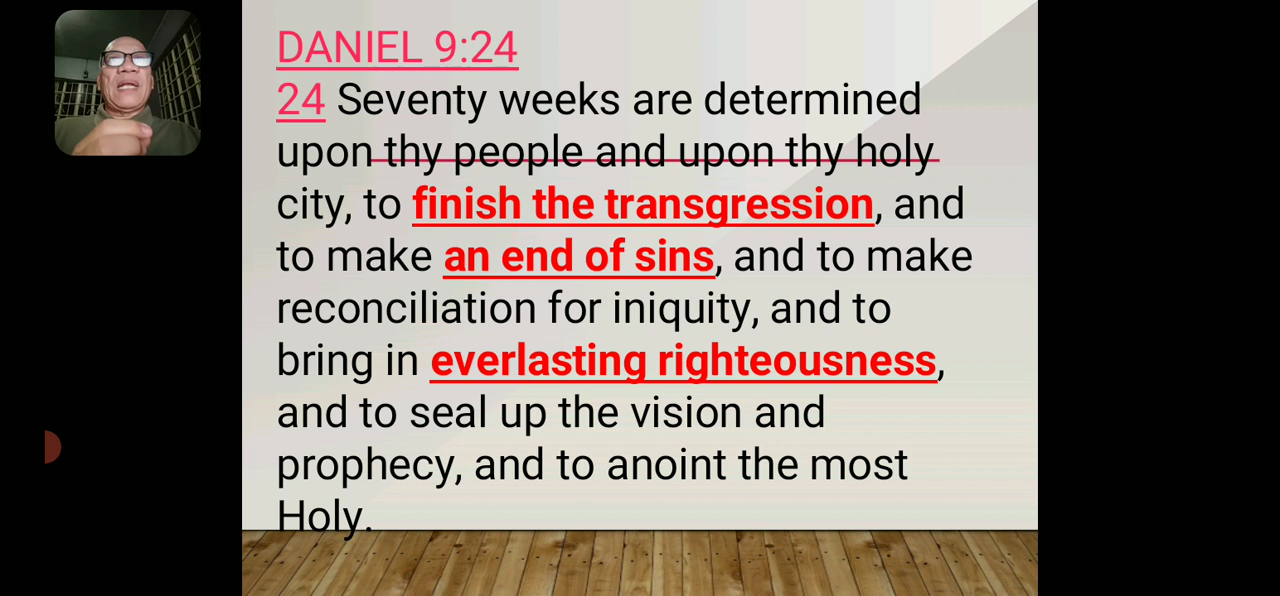 DANIEL 9:24
24 Seventy weeks are determined
upon thy people and upon thy holy
city, to finish the transgression, and
to make an end of sins, and to make
reconciliation for iniquity, and to
bring in everlasting righteousness,
and to seal up the vision and
prophecy, and to anoint the most
Holy.